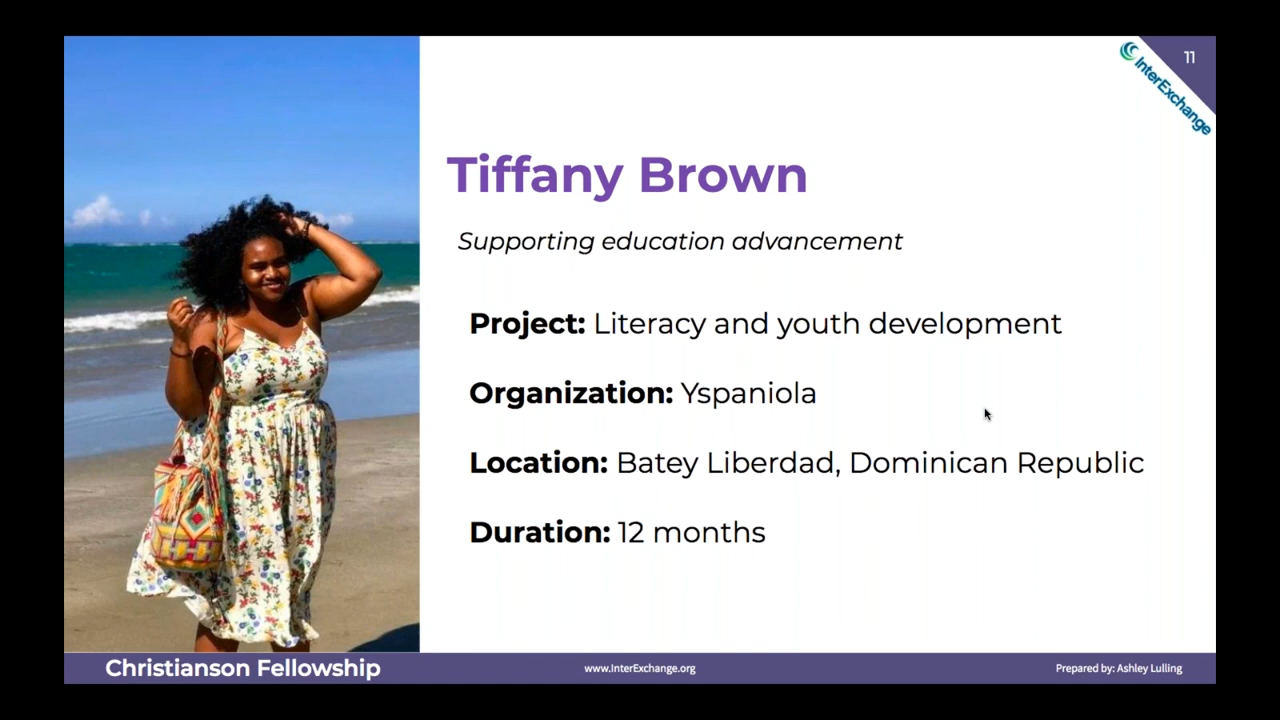 11
InterExchange
Tiffany Brown
Supporting education advancement
Project: Literacy and youth development
Organization: Yspaniola
Location: Batey Liberdad, Dominican Republic
Duration: 12 months
Christianson Fellowship
www.InterExchange.org
Prepared by: Ashley Lulling